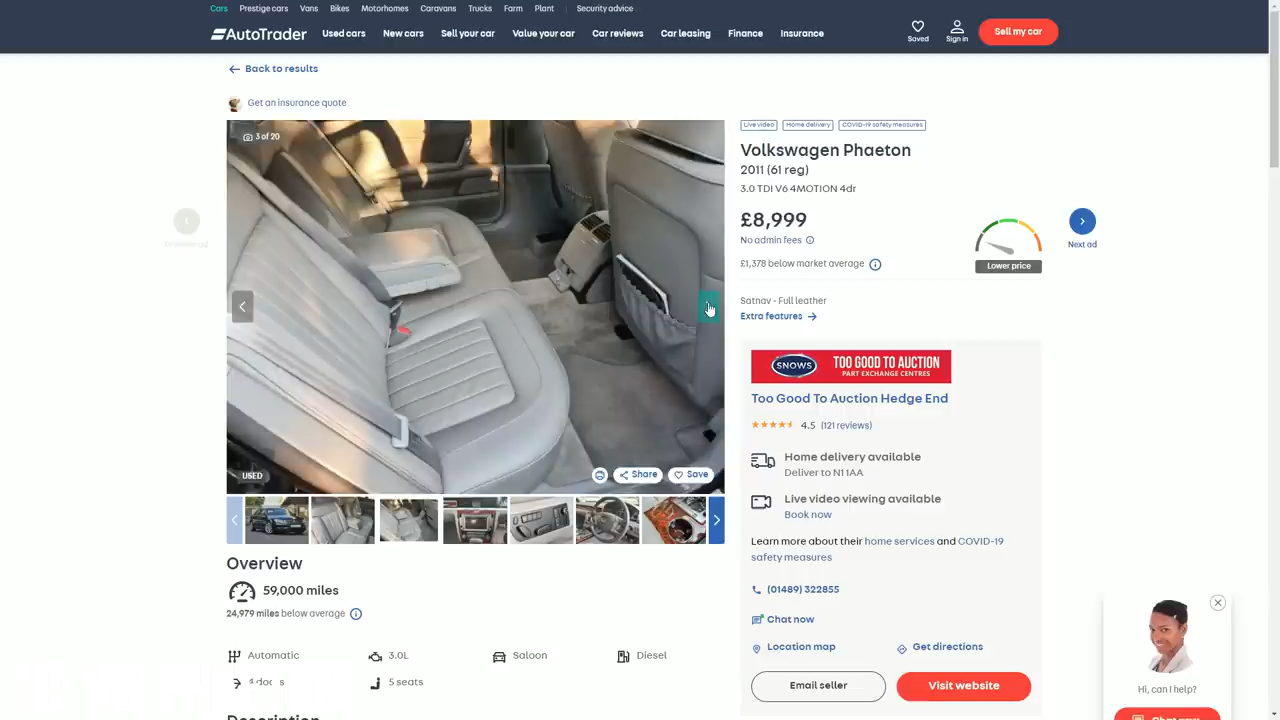 Cars Prestige cars Vans Bikes Motorhomes Caravans Trucks Farm Plant Security advice
AutoTrader Used cars New cars Sell your car Value your car Car reviews Car leasing Finance Insurance Saved Sign in Sell my car
Back to results
Get an insurance quote
3 of 20
Live video Home delivery COVID-19 safety measures
Volkswagen Phaeton
2011 (61 reg)
3.0 TDI V6 4MOTION 4dr
£8,999
No admin fees
£1,378 below market average
Lower price
Next ad
Satnav - Full leather
Extra features
SNOWS TOO GOOD TO AUCTION
PART EXCHANGE CENTRES
Too Good To Auction Hedge End
4.5 (121 reviews)
Home delivery available
Deliver to N1 1AA
Live video viewing available
Book now
Learn more about their home services and COVID-19
safety measures
(01489) 322855
Chat now
Location map Get directions
Email seller Visit website
USED Share Save
Overview
59,000 miles
24,979 miles below average
Automatic 3.0L Saloon Diesel
4 doors 5 seats
Description
Hi, can I help?
Chat now